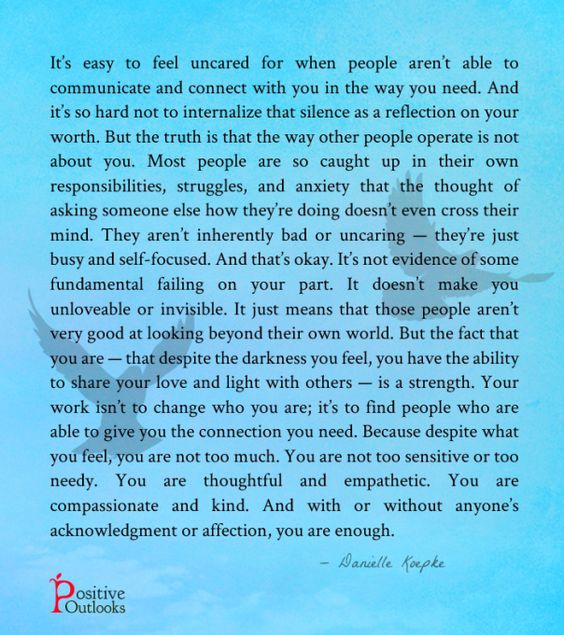 It’s easy to feel uncared for when people aren’t able to
communicate and connect with you in the way you need. And
it’s so hard not to internalize that silence as a reflection on your
worth. But the truth is that the way other people operate is not
about you. Most people are so caught up in their own
responsibilities, struggles, and anxiety that the thought of
asking someone else how they’re doing doesn’t even cross their
mind. They aren’t inherently bad or uncaring — they’re just
busy and self-focused. And that’s okay. It’s not evidence of some
fundamental failing on your part. It doesn’t make you
unloveable or invisible. It just means that those people aren’t
very good at looking beyond their own world. But the fact that
you are — that despite the darkness you feel, you have the ability
to share your love and light with others — is a strength. Your
work isn’t to change who you are; it’s to find people who are
able to give you the connection you need. Because despite what
you feel, you are not too much. You are not too sensitive or too
needy. You are thoughtful and empathetic. You are
compassionate and kind. And with or without anyone’s
acknowledgment or affection, you are enough.
– Danielle Koepke
Positive
Outlooks